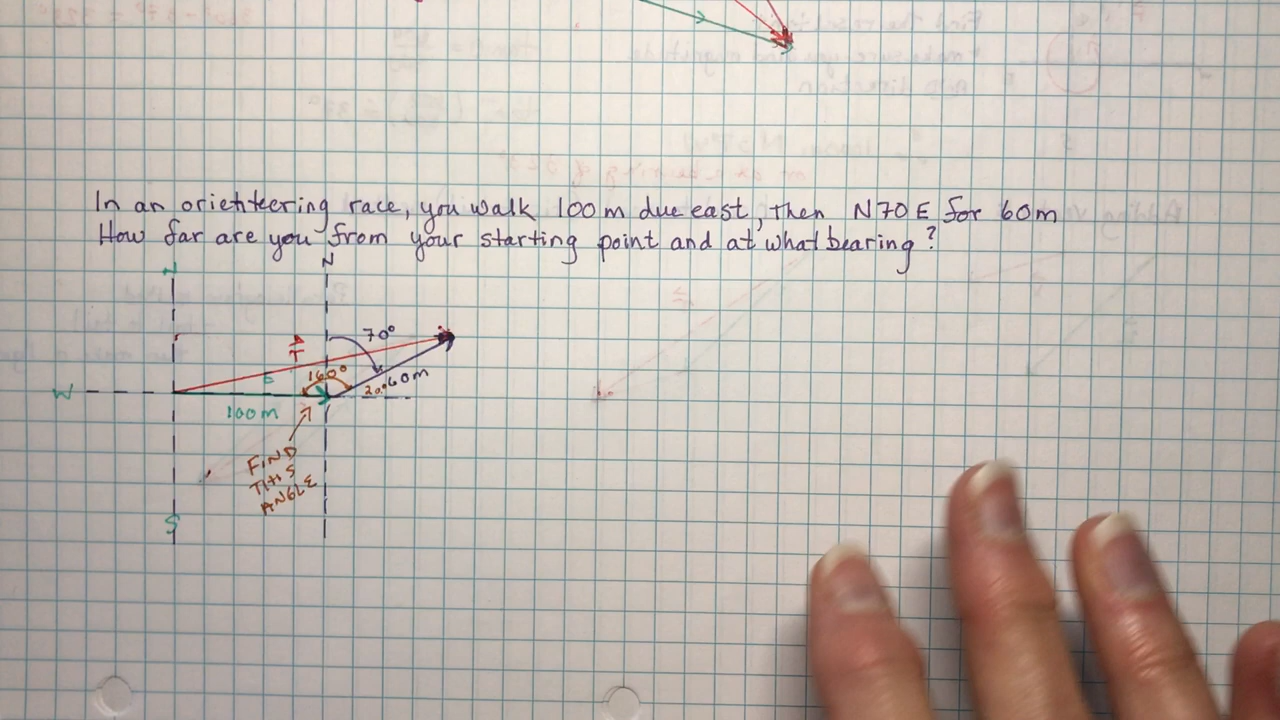 In an orienteering race, you walk 100m due east, then N70E for 60m
How far are you from your starting point and at what bearing?
N
N
70°
r
160°
W
20°
60m
100m
FIND
THIS
ANGLE
S